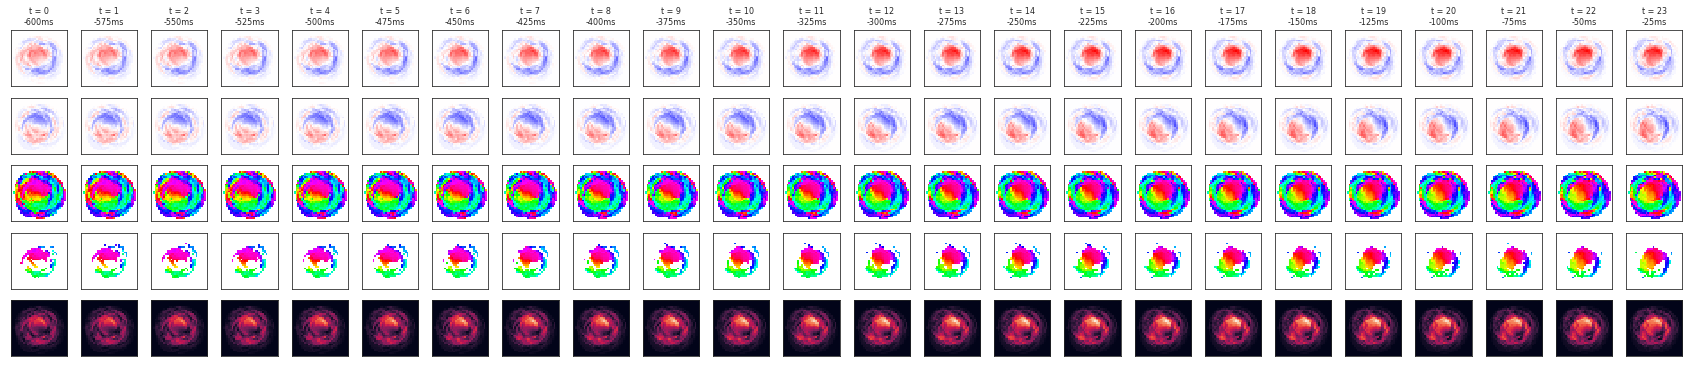 t = 0 t = 1 t = 2 t = 3 t = 4 t = 5 t = 6 t = 7 t = 8 t = 9 t = 10 t = 11 t = 12 t = 13 t = 14 t = 15 t = 16 t = 17 t = 18 t = 19 t = 20 t = 21 t = 22 t = 23
-600ms -575ms -550ms -525ms -500ms -475ms -450ms -425ms -400ms -375ms -350ms -325ms -300ms -275ms -250ms -225ms -200ms -175ms -150ms -125ms -100ms -75ms -50ms -25ms